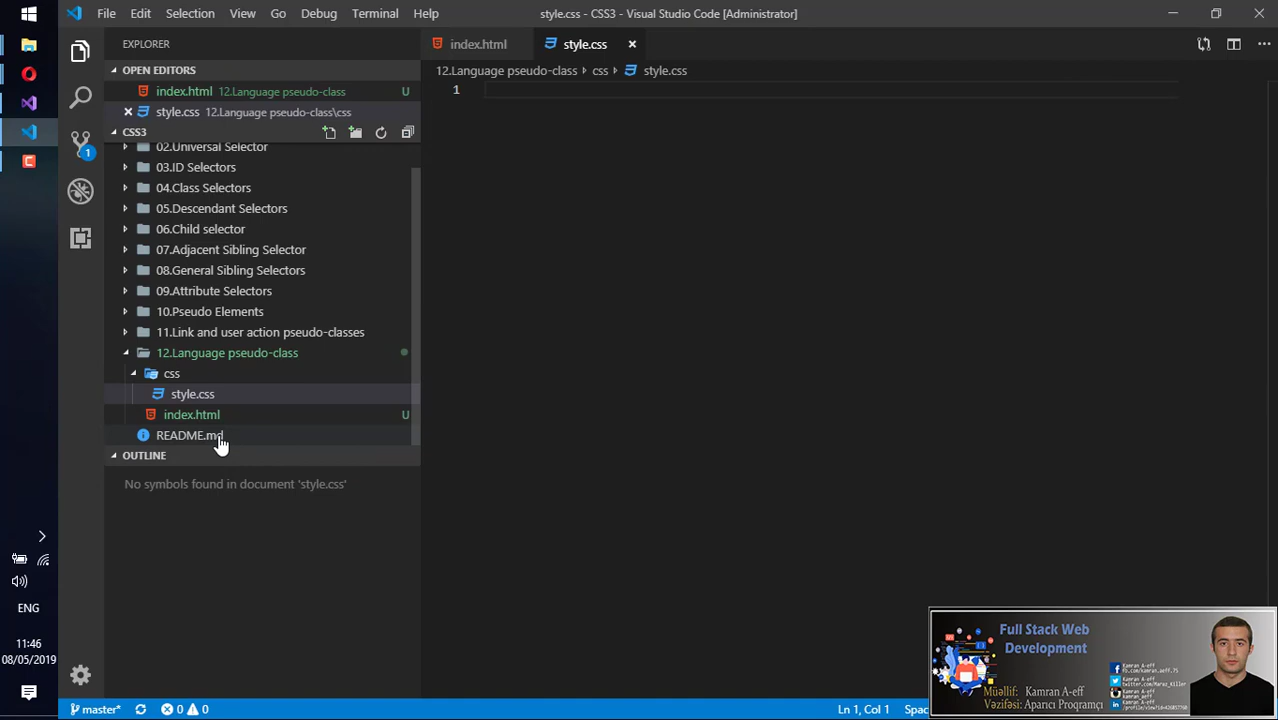 File Edit Selection View Go Debug Terminal Help
style.css - CSS3 - Visual Studio Code [Administrator]
EXPLORER
OPEN EDITORS
index.html 12.Language pseudo-class U
style.css 12.Language pseudo-class\css
CSS3
02.Universal Selector
03.ID Selectors
04.Class Selectors
05.Descendant Selectors
06.Child selector
07.Adjacent Sibling Selector
08.General Sibling Selectors
09.Attribute Selectors
10.Pseudo Elements
11.Link and user action pseudo-classes
12.Language pseudo-class
css
style.css
index.html U
README.md
OUTLINE
No symbols found in document 'style.css'
index.html
style.css
12.Language pseudo-class css style.css
1
1
ENG
11:46
08/05/2019
master* 0 0
Ln 1, Col 1
Spac
Full Stack Web
Development
Kamran A-eff
Müəllif: Kamran A-eff
Vəzifəsi: Aparıcı Proqramçı